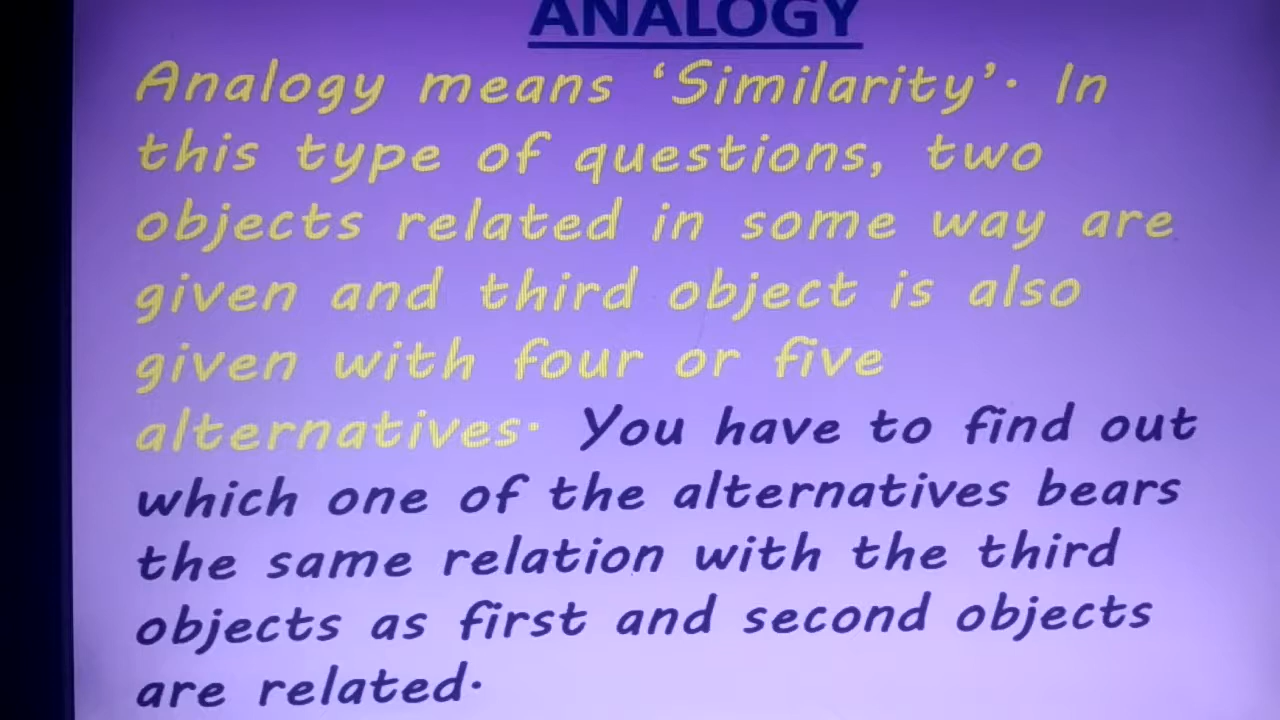 ANALOGY
Analogy means ‘Similarity’. In
this type of questions, two
objects related in some way are
given and third object is also
given with four or five
alternatives. You have to find out
which one of the alternatives bears
the same relation with the third
objects as first and second objects
are related.